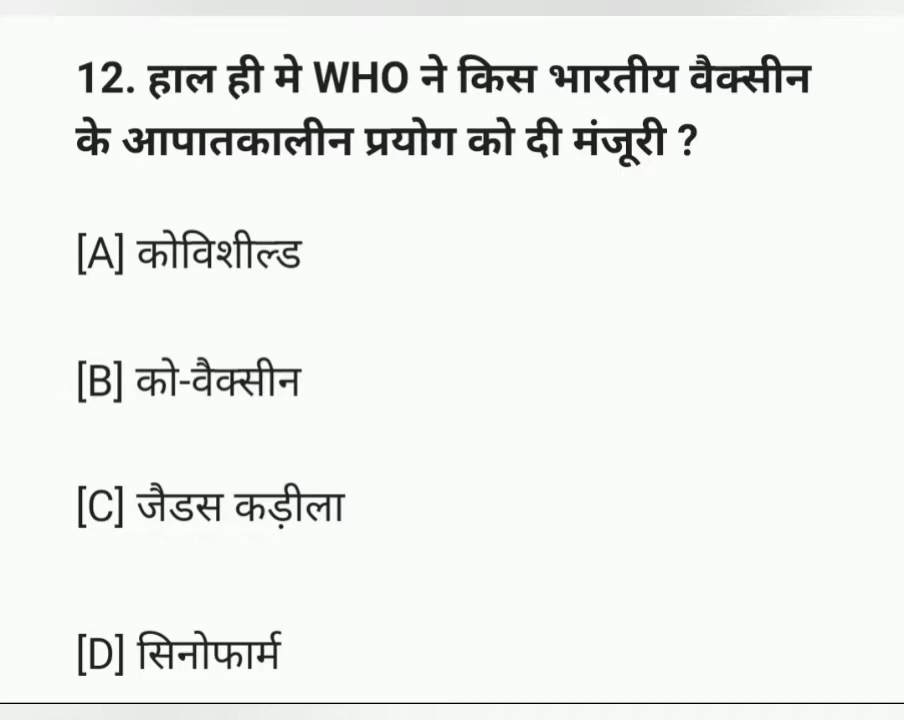 12. हाल ही मे WHO ने किस भारतीय वैक्सीन
के आपातकालीन प्रयोग को दी मंजूरी ?
[A] कोविशील्ड
[B] को-वैक्सीन
[C] जैडस कड़ीला
[D] सिनोफार्म